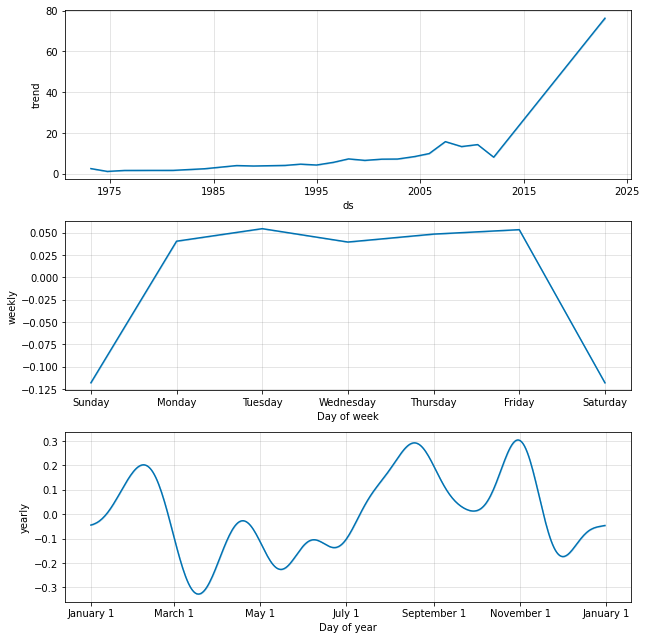 80
60
40
20
0
trend
1975
1985
1995
2005
2015
2025
ds
0.050
0.025
0.000
−0.025
−0.050
−0.075
−0.100
−0.125
weekly
Sunday
Monday
Tuesday
Wednesday
Thursday
Friday
Saturday
Day of week
0.3
0.2
0.1
0.0
−0.1
−0.2
−0.3
yearly
January 1
March 1
May 1
July 1
September 1
November 1
January 1
Day of year